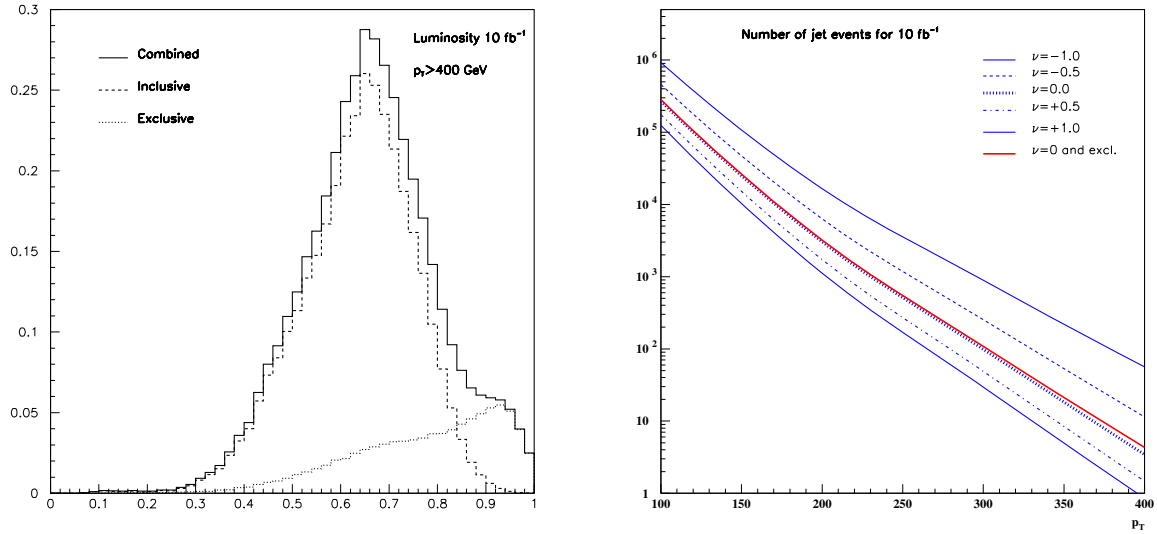 0.3
0.25
0.2
0.15
0.1
0.05
0
0 0.1 0.2 0.3 0.4 0.5 0.6 0.7 0.8 0.9 1
Combined
Inclusive
Exclusive
Luminosity 10 fb⁻¹
p_T>400 GeV
Number of jet events for 10 fb⁻¹
ν=−1.0
ν=−0.5
ν=0.0
ν=+0.5
ν=+1.0
ν=0 and excl.
10⁶
10⁵
10⁴
10³
10²
10
1
100 150 200 250 300 350 400
p_T